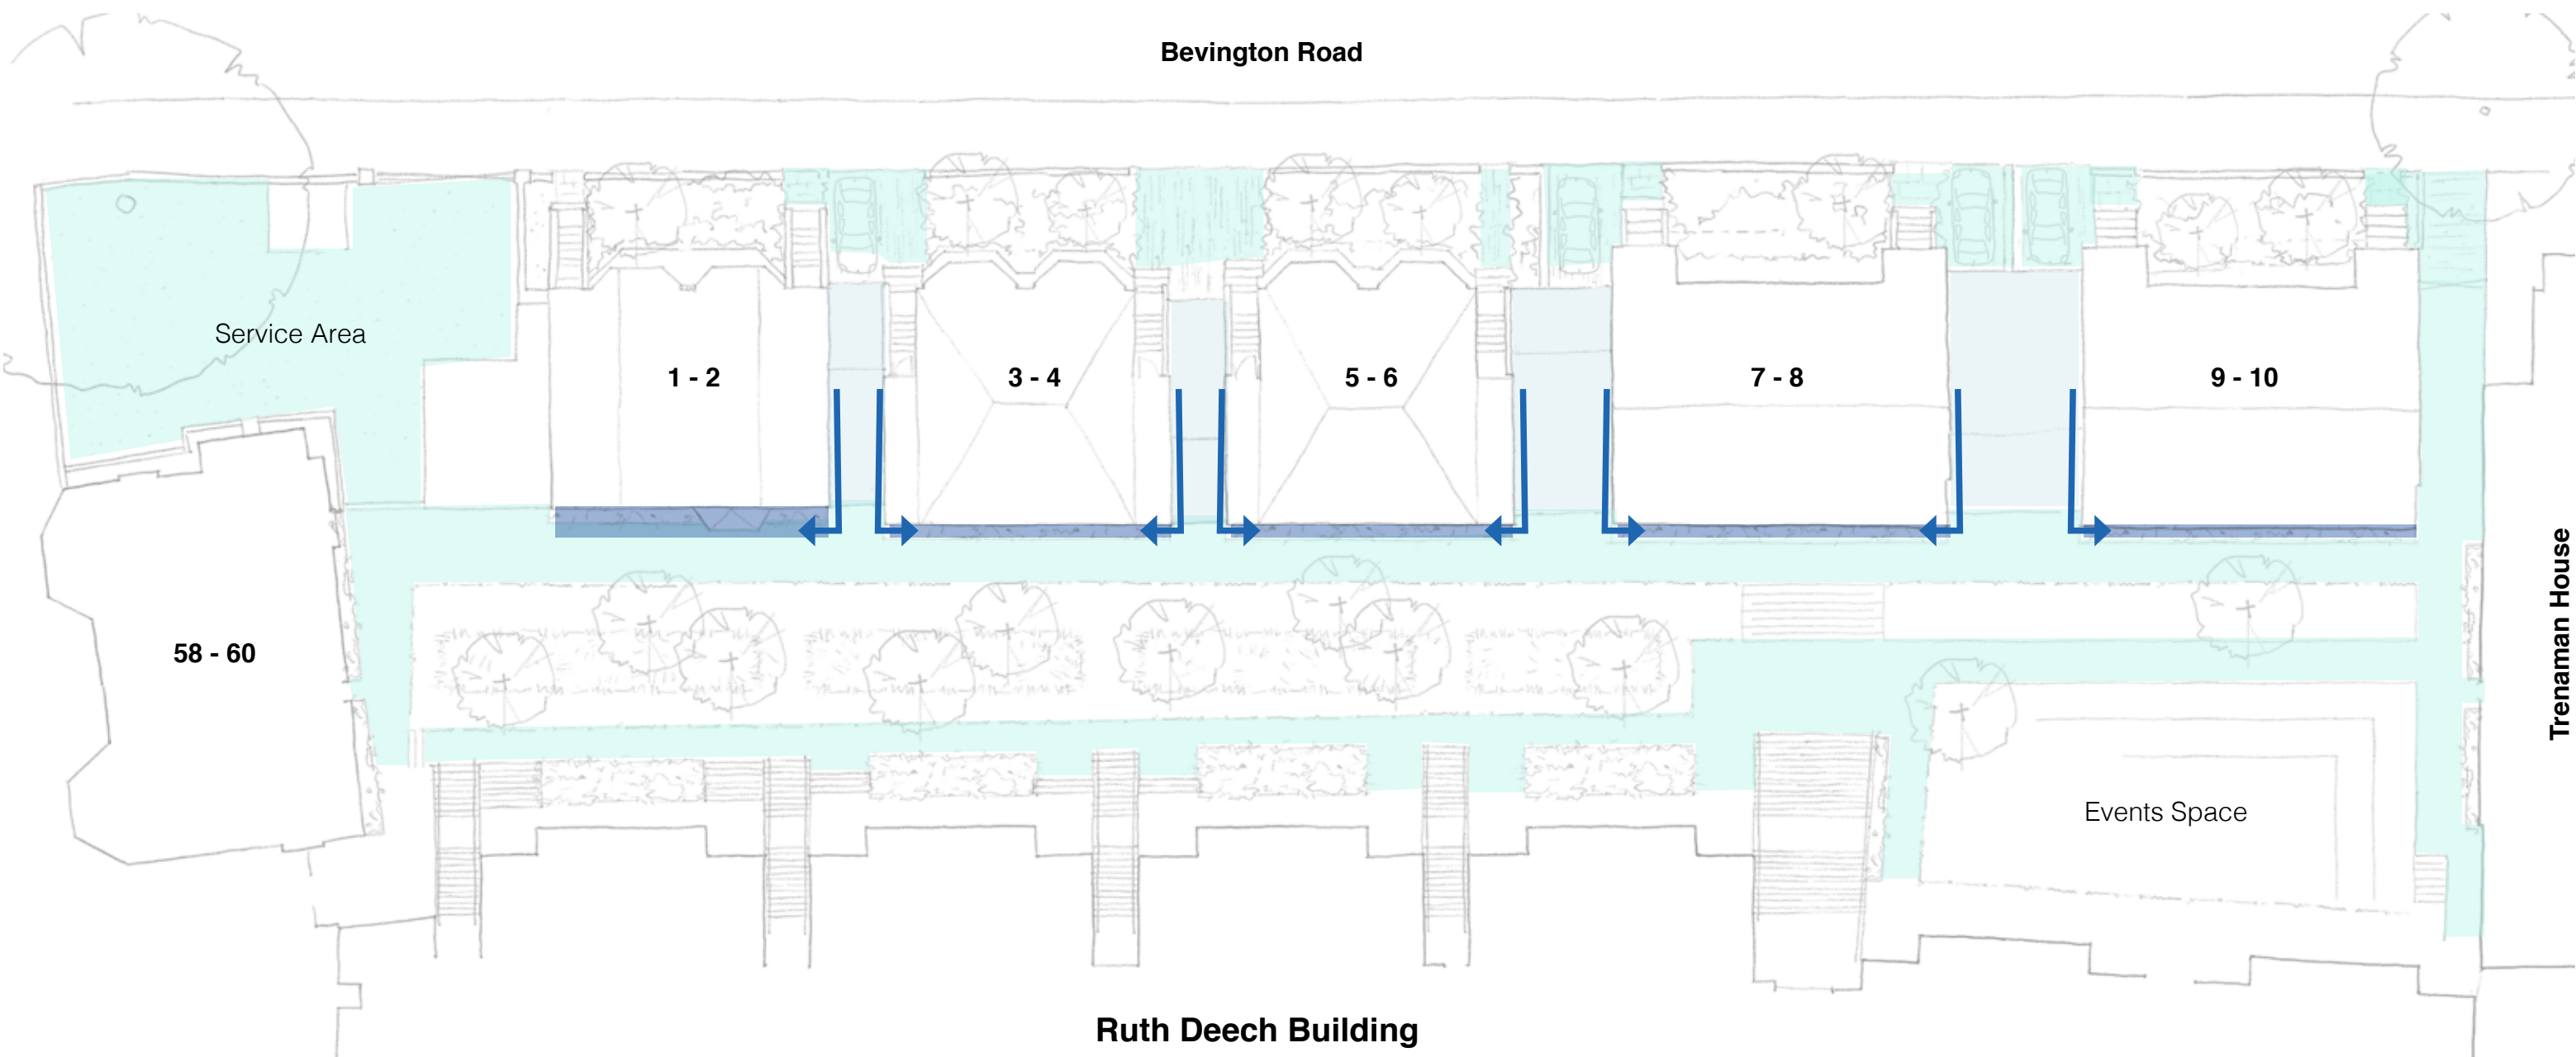 Bevington Road
Service Area
1 - 2
3 - 4
5 - 6
7 - 8
9 - 10
58 - 60
Trenaman House
Events Space
Ruth Deech Building